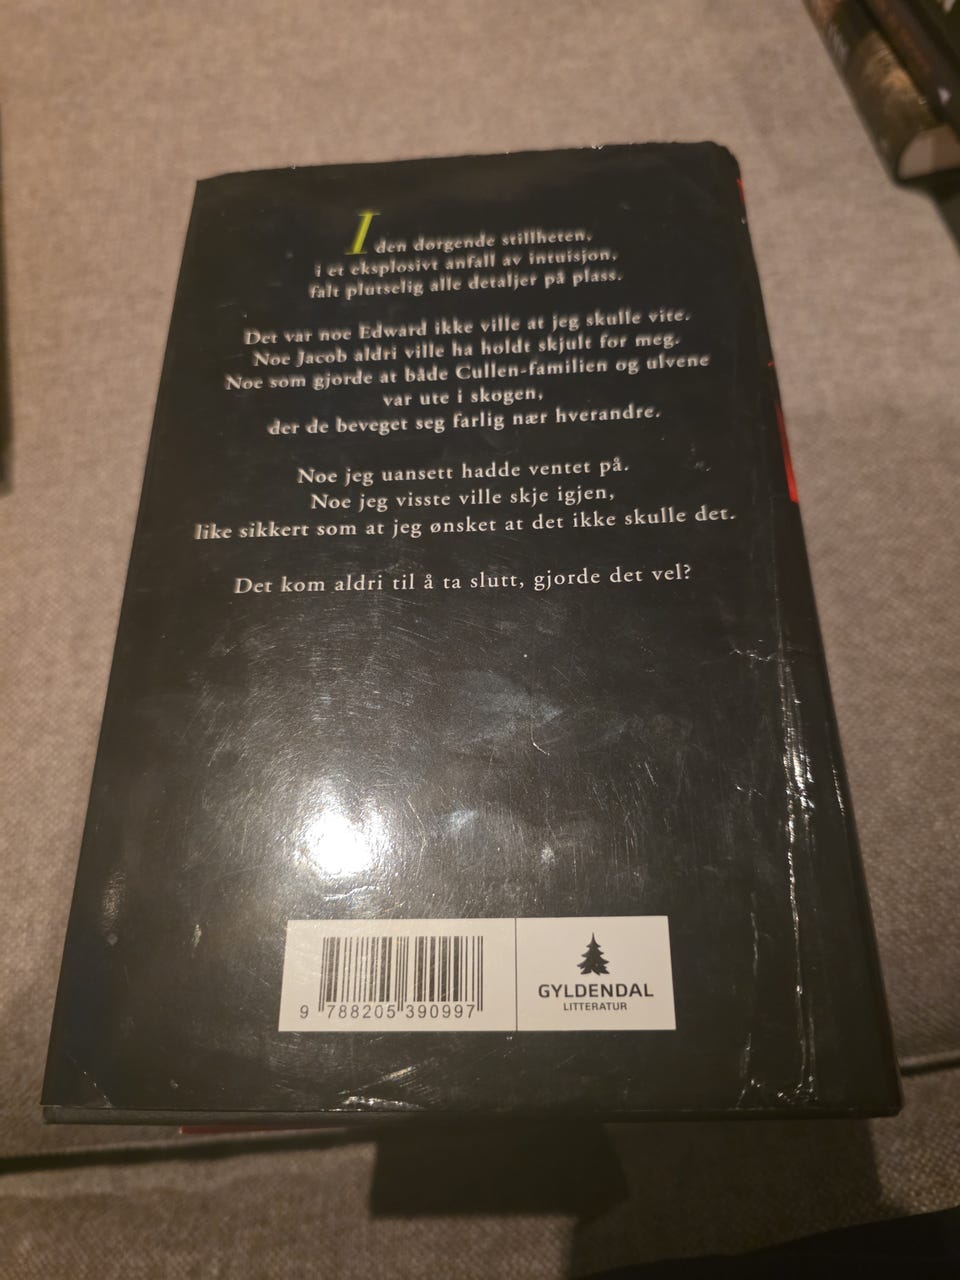 I den dørgende stillheten,
i et eksplosivt anfall av intuisjon,
falt plutselig alle detaljer på plass.
Det var noe Edward ikke ville at jeg skulle vite.
Noe Jacob aldri ville ha holdt skjult for meg.
Noe som gjorde at både Cullen-familien og ulvene
var ute i skogen,
der de beveget seg farlig nær hverandre.
Noe jeg uansett hadde ventet på.
Noe jeg visste ville skje igjen,
like sikkert som at jeg ønsket at det ikke skulle det.
Det kom aldri til å ta slutt, gjorde det vel?
9 788205 390997
GYLDENDAL
LITTERATUR